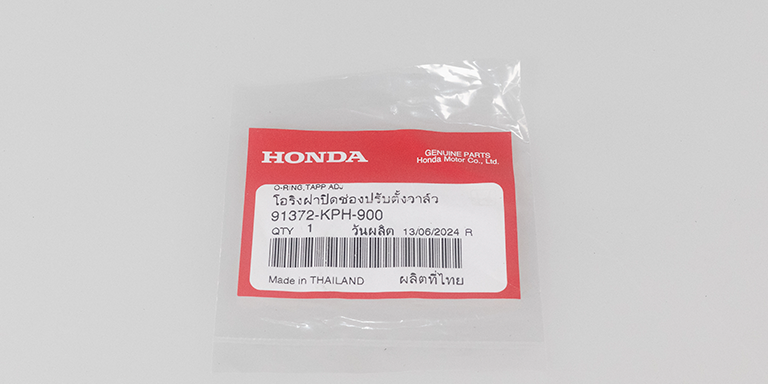 HONDA
GENUINE PARTS
Honda Motor Co., Ltd.
O-RING,TAPP ADJ
โอริงฝาปิดช่องปรับตั้งวาล์ว
91372-KPH-900
QTY 1 วันผลิต 13/06/2024 R
Made in THAILAND ผลิตที่ไทย